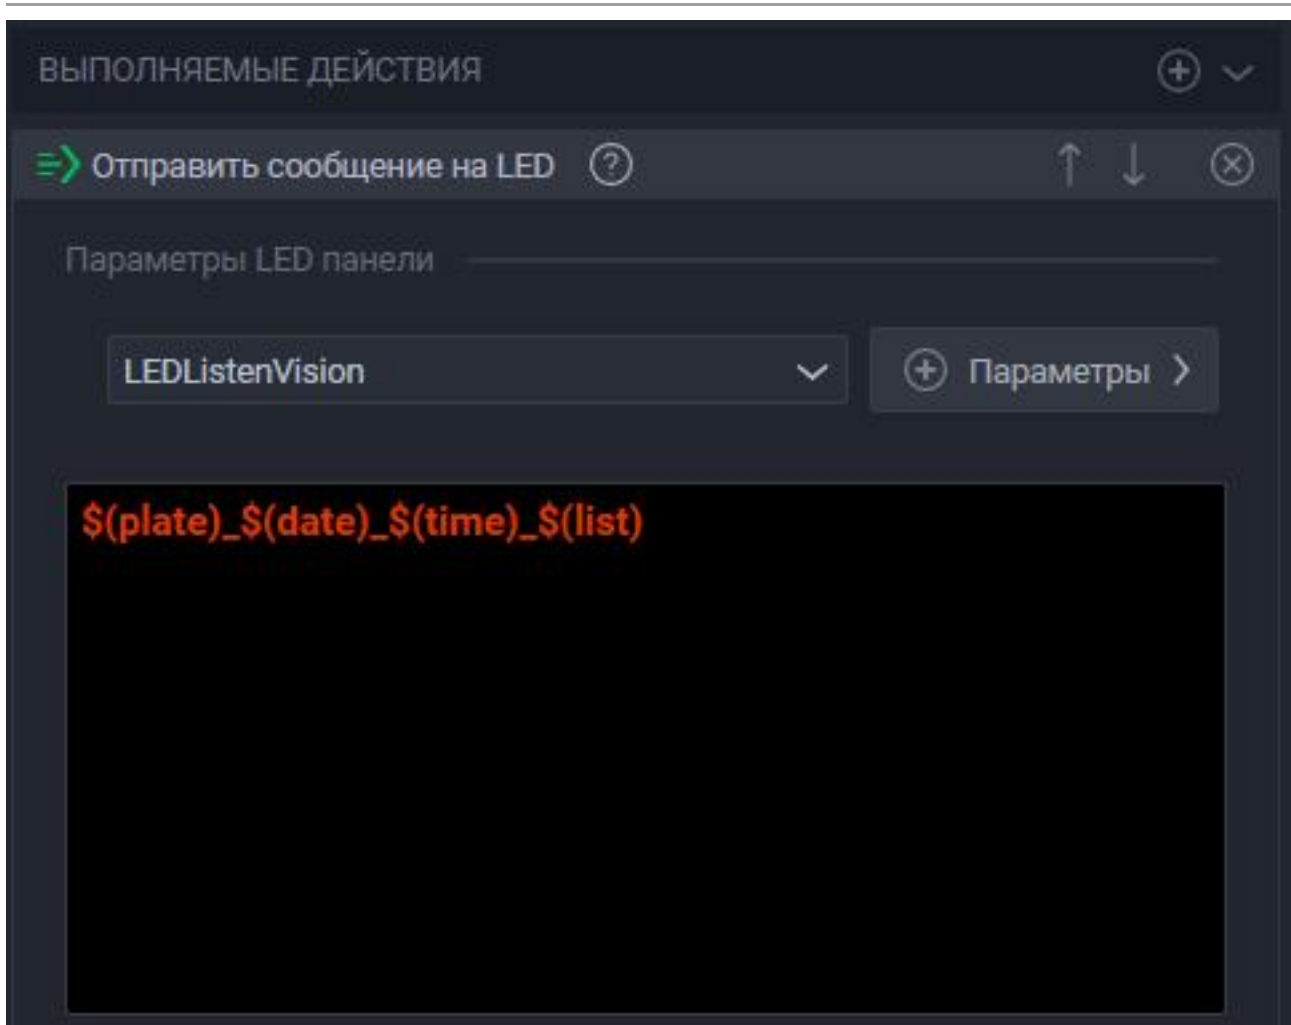 ВЫПОЛНЯЕМЫЕ ДЕЙСТВИЯ
Отправить сообщение на LED
Параметры LED панели
LEDListenVision
Параметры
$(plate)_$(date)_$(time)_$(list)